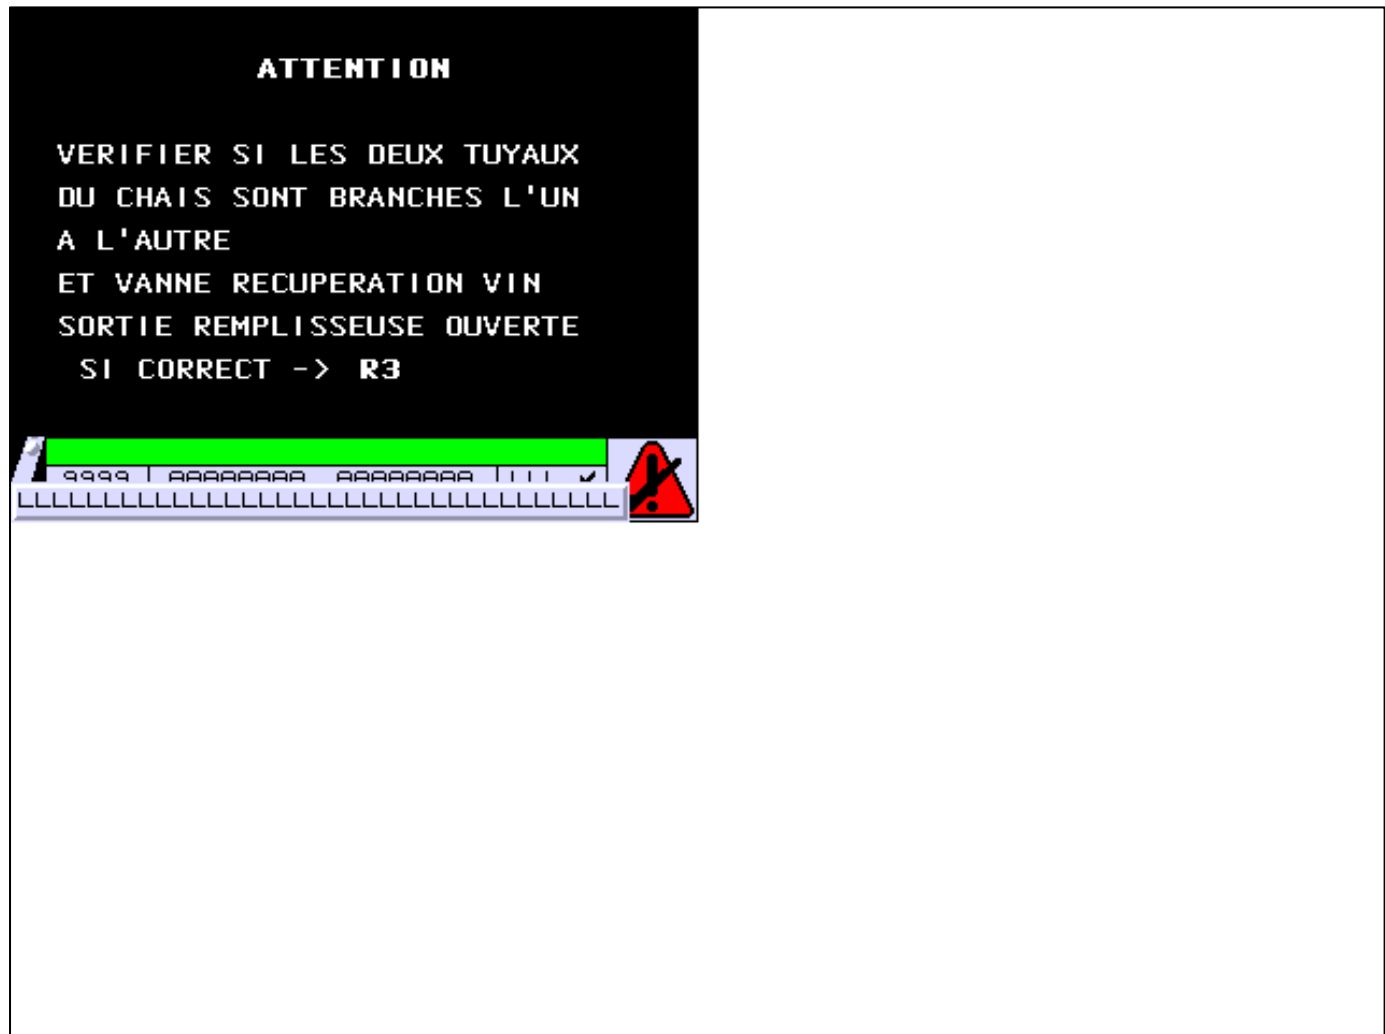 ATTENTION
VERIFIER SI LES DEUX TUYAUX
DU CHAIS SONT BRANCHES L'UN
A L'AUTRE
ET VANNE RECUPERATION VIN
SORTIE REMPLISSEUSE OUVERTE
SI CORRECT -> R3